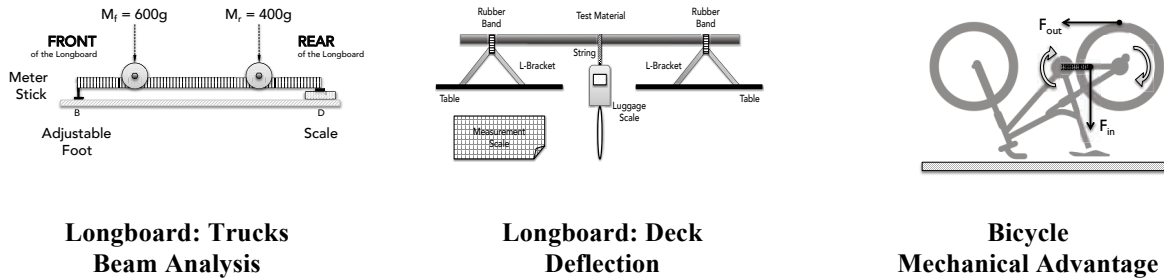 M_f = 600g
M_r = 400g
FRONT
of the Longboard
REAR
of the Longboard
Meter
Stick
B
D
Adjustable
Foot
Scale
Longboard: Trucks
Beam Analysis
Rubber
Band
Test Material
Rubber
Band
String
L-Bracket
L-Bracket
Table
Table
Luggage
Scale
Measurement
Scale
Longboard: Deck
Deflection
F_out
F_in
Bicycle
Mechanical Advantage